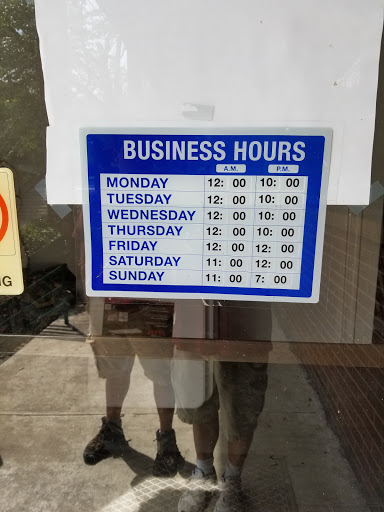 BUSINESS HOURS
A.M. P.M.
MONDAY 12: 00 10: 00
TUESDAY 12: 00 10: 00
WEDNESDAY 12: 00 10: 00
THURSDAY 12: 00 10: 00
FRIDAY 12: 00 12: 00
SATURDAY 11: 00 12: 00
SUNDAY 11: 00 7: 00